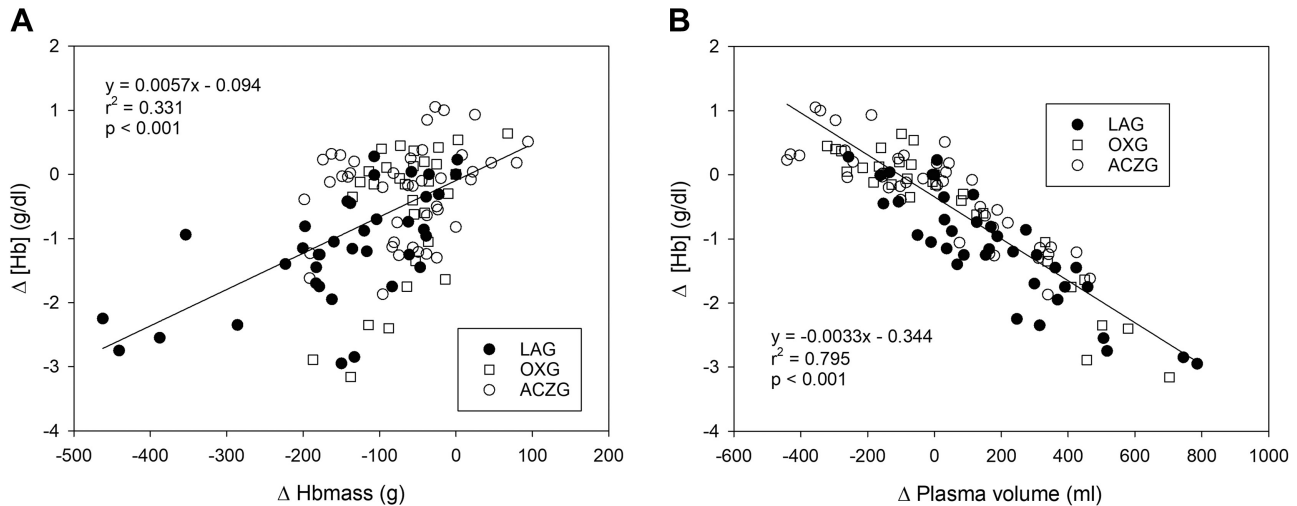 A
y = 0.0057x - 0.094
r² = 0.331
p < 0.001
2
1
0
-1
-2
-3
-4
Δ [Hb] (g/dl)
LAG
OXG
ACZG
-500
-400
-300
-200
-100
0
100
200
Δ Hbmass (g)
B
2
1
0
-1
-2
-3
-4
Δ [Hb] (g/dl)
LAG
OXG
ACZG
y = -0.0033x - 0.344
r² = 0.795
p < 0.001
-600
-400
-200
0
200
400
600
800
1000
Δ Plasma volume (ml)